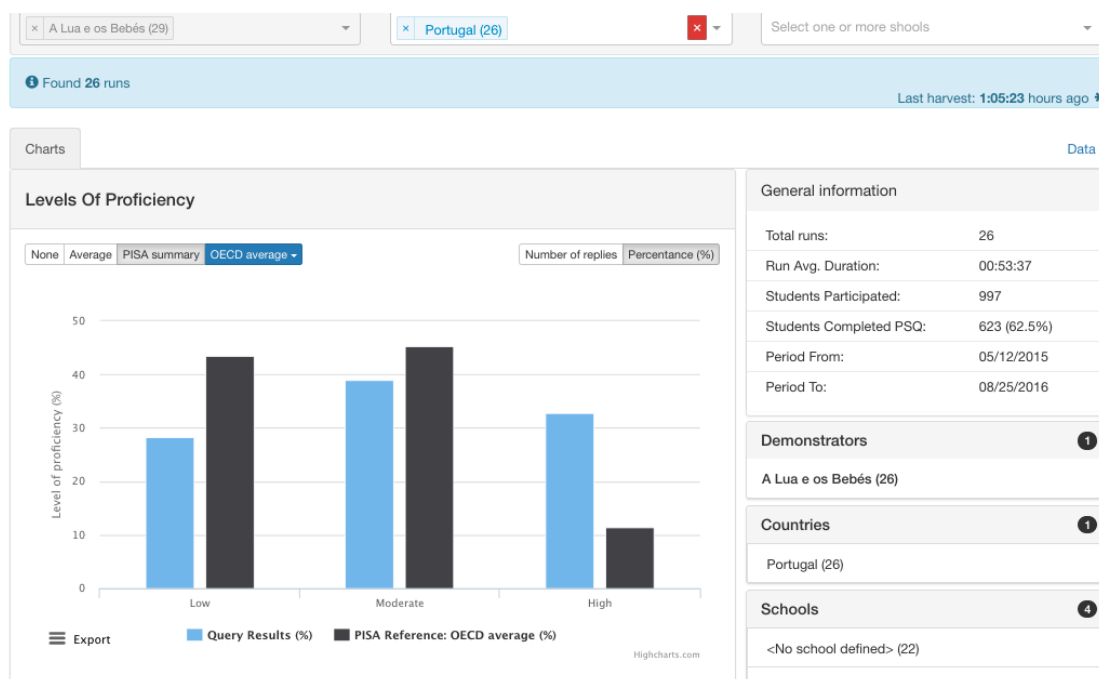 × A Lua e os Bebés (29)
× Portugal (26)
×
Select one or more shools
Found 26 runs
Last harvest: 1:05:23 hours ago
Charts
Data
Levels Of Proficiency
None Average PISA summary OECD average
Number of replies Percentance (%)
50
40
30
20
10
0
Level of proficiency (%)
Low Moderate High
Export
Query Results (%) PISA Reference: OECD average (%)
Highcharts.com
General information
Total runs: 26
Run Avg. Duration: 00:53:37
Students Participated: 997
Students Completed PSQ: 623 (62.5%)
Period From: 05/12/2015
Period To: 08/25/2016
Demonstrators 1
A Lua e os Bebés (26)
Countries 1
Portugal (26)
Schools 4
<No school defined> (22)